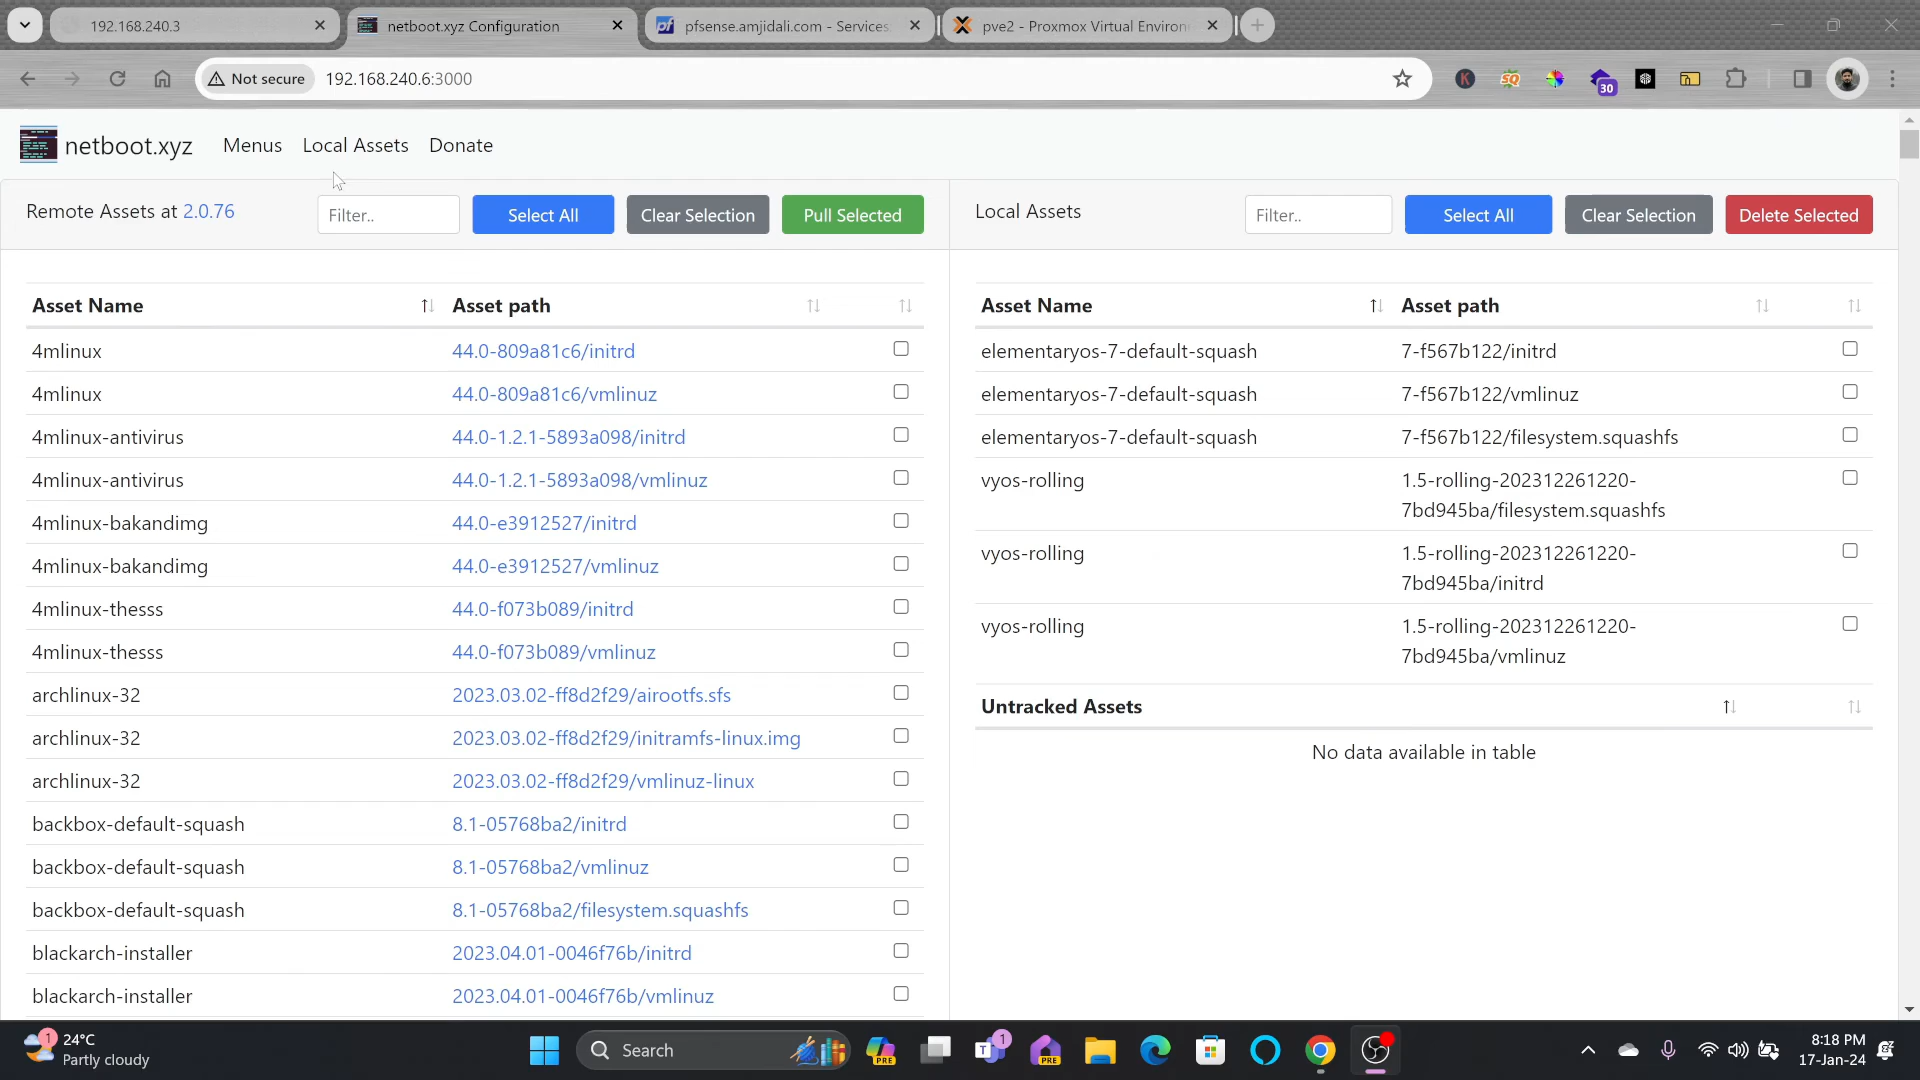 192.168.240.3
netboot.xyz Configuration
pfsense.amjidali.com - Services
pve2 - Proxmox Virtual Environ
Not secure
192.168.240.6:3000
30
netboot.xyz
Menus
Local Assets
Donate
Remote Assets at 2.0.76
Filter..
Select All
Clear Selection
Pull Selected
Local Assets
Filter..
Select All
Clear Selection
Delete Selected
Asset Name Asset path
4mlinux 44.0-809a81c6/initrd
4mlinux 44.0-809a81c6/vmlinuz
4mlinux-antivirus 44.0-1.2.1-5893a098/initrd
4mlinux-antivirus 44.0-1.2.1-5893a098/vmlinuz
4mlinux-bakandimg 44.0-e3912527/initrd
4mlinux-bakandimg 44.0-e3912527/vmlinuz
4mlinux-thesss 44.0-f073b089/initrd
4mlinux-thesss 44.0-f073b089/vmlinuz
archlinux-32 2023.03.02-ff8d2f29/airootfs.sfs
archlinux-32 2023.03.02-ff8d2f29/initramfs-linux.img
archlinux-32 2023.03.02-ff8d2f29/vmlinuz-linux
backbox-default-squash 8.1-05768ba2/initrd
backbox-default-squash 8.1-05768ba2/vmlinuz
backbox-default-squash 8.1-05768ba2/filesystem.squashfs
blackarch-installer 2023.04.01-0046f76b/initrd
blackarch-installer 2023.04.01-0046f76b/vmlinuz
Asset Name Asset path
elementaryos-7-default-squash 7-f567b122/initrd
elementaryos-7-default-squash 7-f567b122/vmlinuz
elementaryos-7-default-squash 7-f567b122/filesystem.squashfs
vyos-rolling 1.5-rolling-202312261220-
7bd945ba/filesystem.squashfs
vyos-rolling 1.5-rolling-202312261220-
7bd945ba/initrd
vyos-rolling 1.5-rolling-202312261220-
7bd945ba/vmlinuz
Untracked Assets
No data available in table
1
24°C
Partly cloudy
Search
PRE
1
PRE
8:18 PM
17-Jan-24